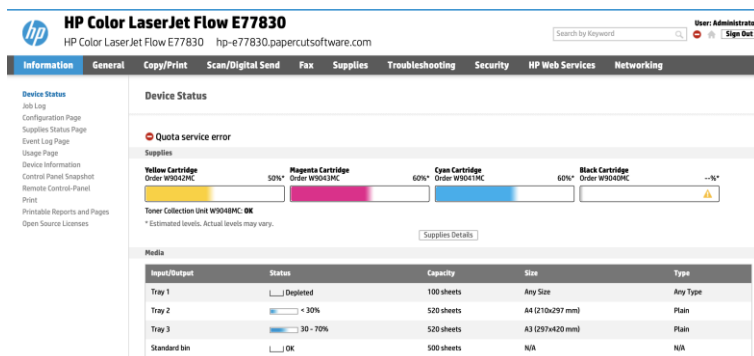 hp
HP Color LaserJet Flow E77830
HP Color LaserJet Flow E77830 hp-e77830.papercutsoftware.com
Search by Keyword
User: Administrato
Sign Out
Information General Copy/Print Scan/Digital Send Fax Supplies Troubleshooting Security HP Web Services Networking
Device Status
Job Log
Configuration Page
Supplies Status Page
Event Log Page
Usage Page
Device Information
Control Panel Snapshot
Remote Control-Panel
Print
Printable Reports and Pages
Open Source Licenses
Device Status
Quota service error
Supplies
Yellow Cartridge
Order W9042MC 50%*
Magenta Cartridge
Order W9043MC 60%*
Cyan Cartridge
Order W9041MC 60%*
Black Cartridge
Order W9040MC --%*
Toner Collection Unit W9048MC: OK
* Estimated levels. Actual levels may vary.
Supplies Details
Media
Input/Output Status Capacity Size Type
Tray 1 Depleted 100 sheets Any Size Any Type
Tray 2 < 30% 520 sheets A4 (210x297 mm) Plain
Tray 3 30 - 70% 520 sheets A3 (297x420 mm) Plain
Standard bin OK 500 sheets N/A N/A